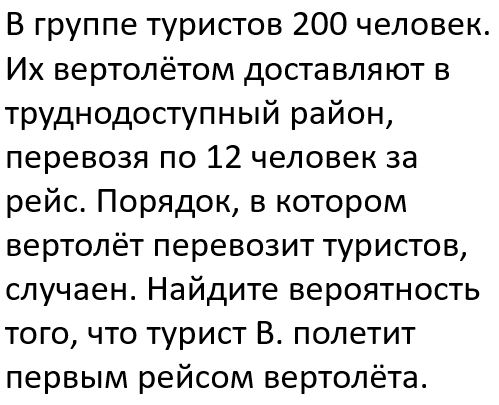 В группе туристов 200 человек.
Их вертолётом доставляют в
труднодоступный район,
перевозя по 12 человек за
рейс. Порядок, в котором
вертолёт перевозит туристов,
случаен. Найдите вероятность
того, что турист В. полетит
первым рейсом вертолёта.